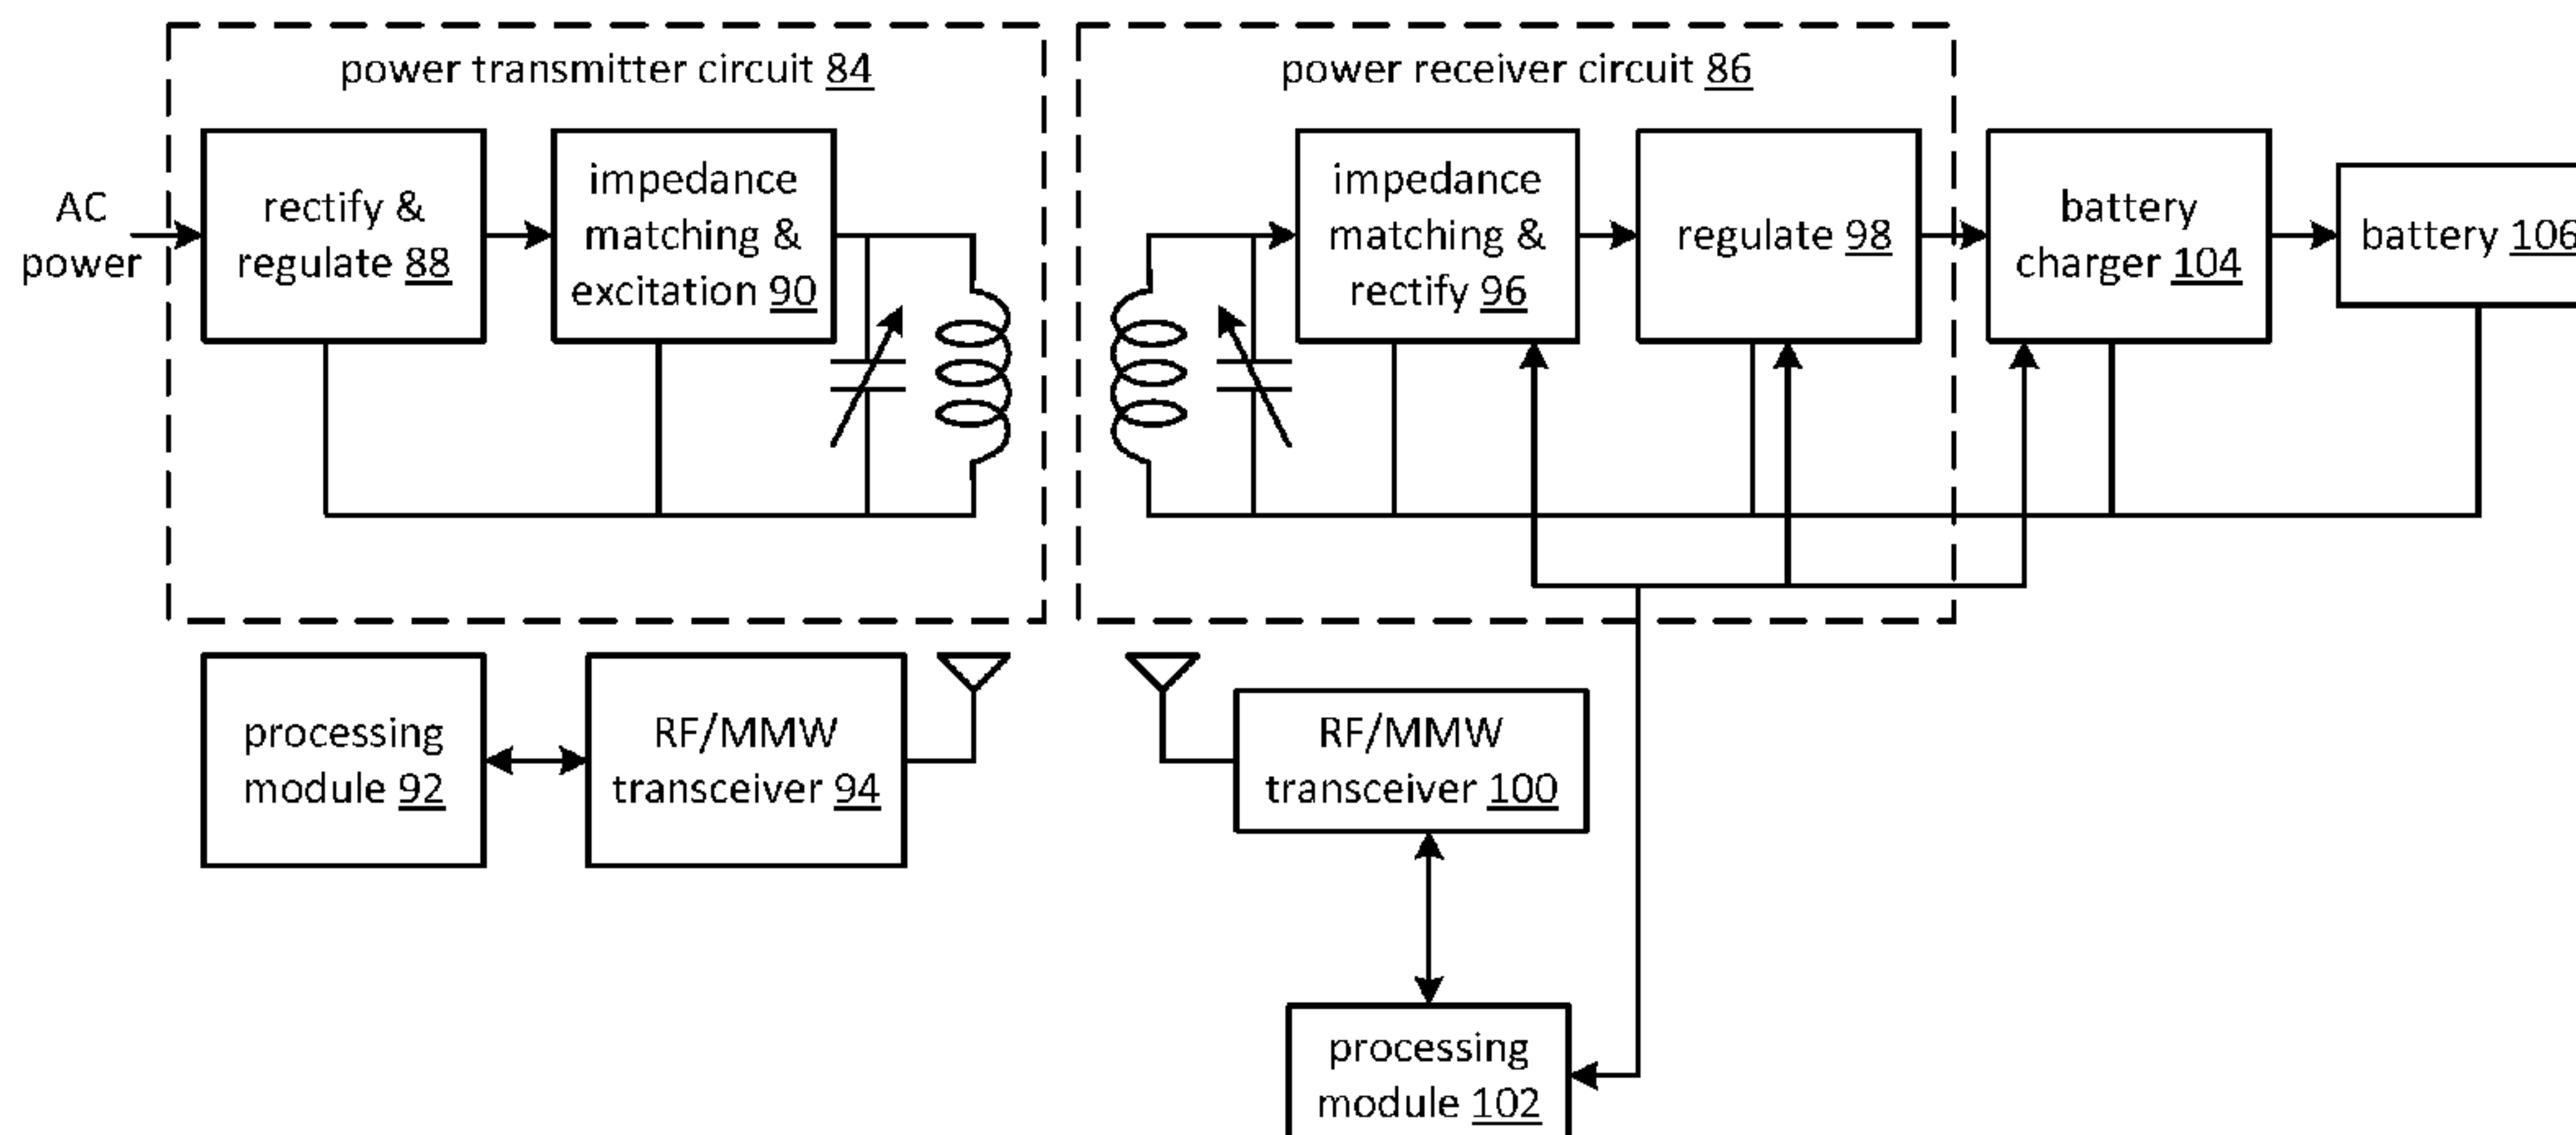 power transmitter circuit 84
power receiver circuit 86
AC
power
rectify &
regulate 88
impedance
matching &
excitation 90
impedance
matching &
rectify 96
regulate 98
battery
charger 104
battery 106
processing
module 92
RF/MMW
transceiver 94
RF/MMW
transceiver 100
processing
module 102